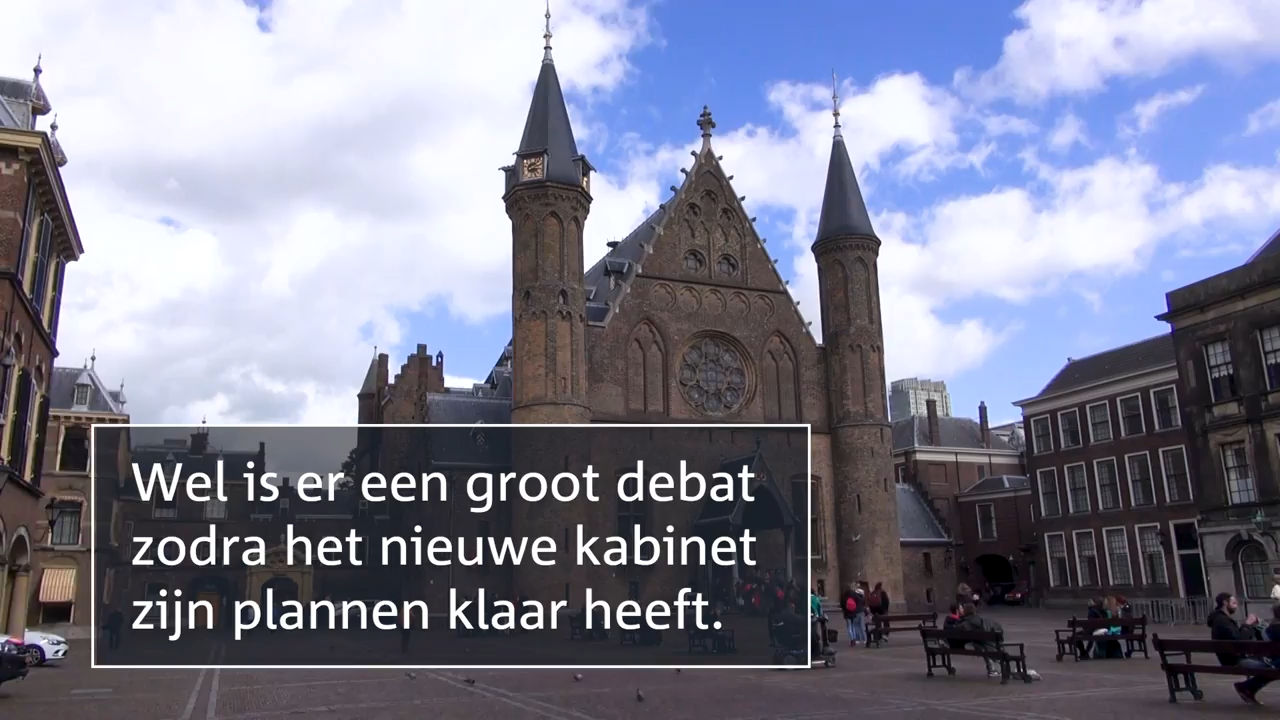 Wel is er een groot debat
zodra het nieuwe kabinet
zijn plannen klaar heeft.